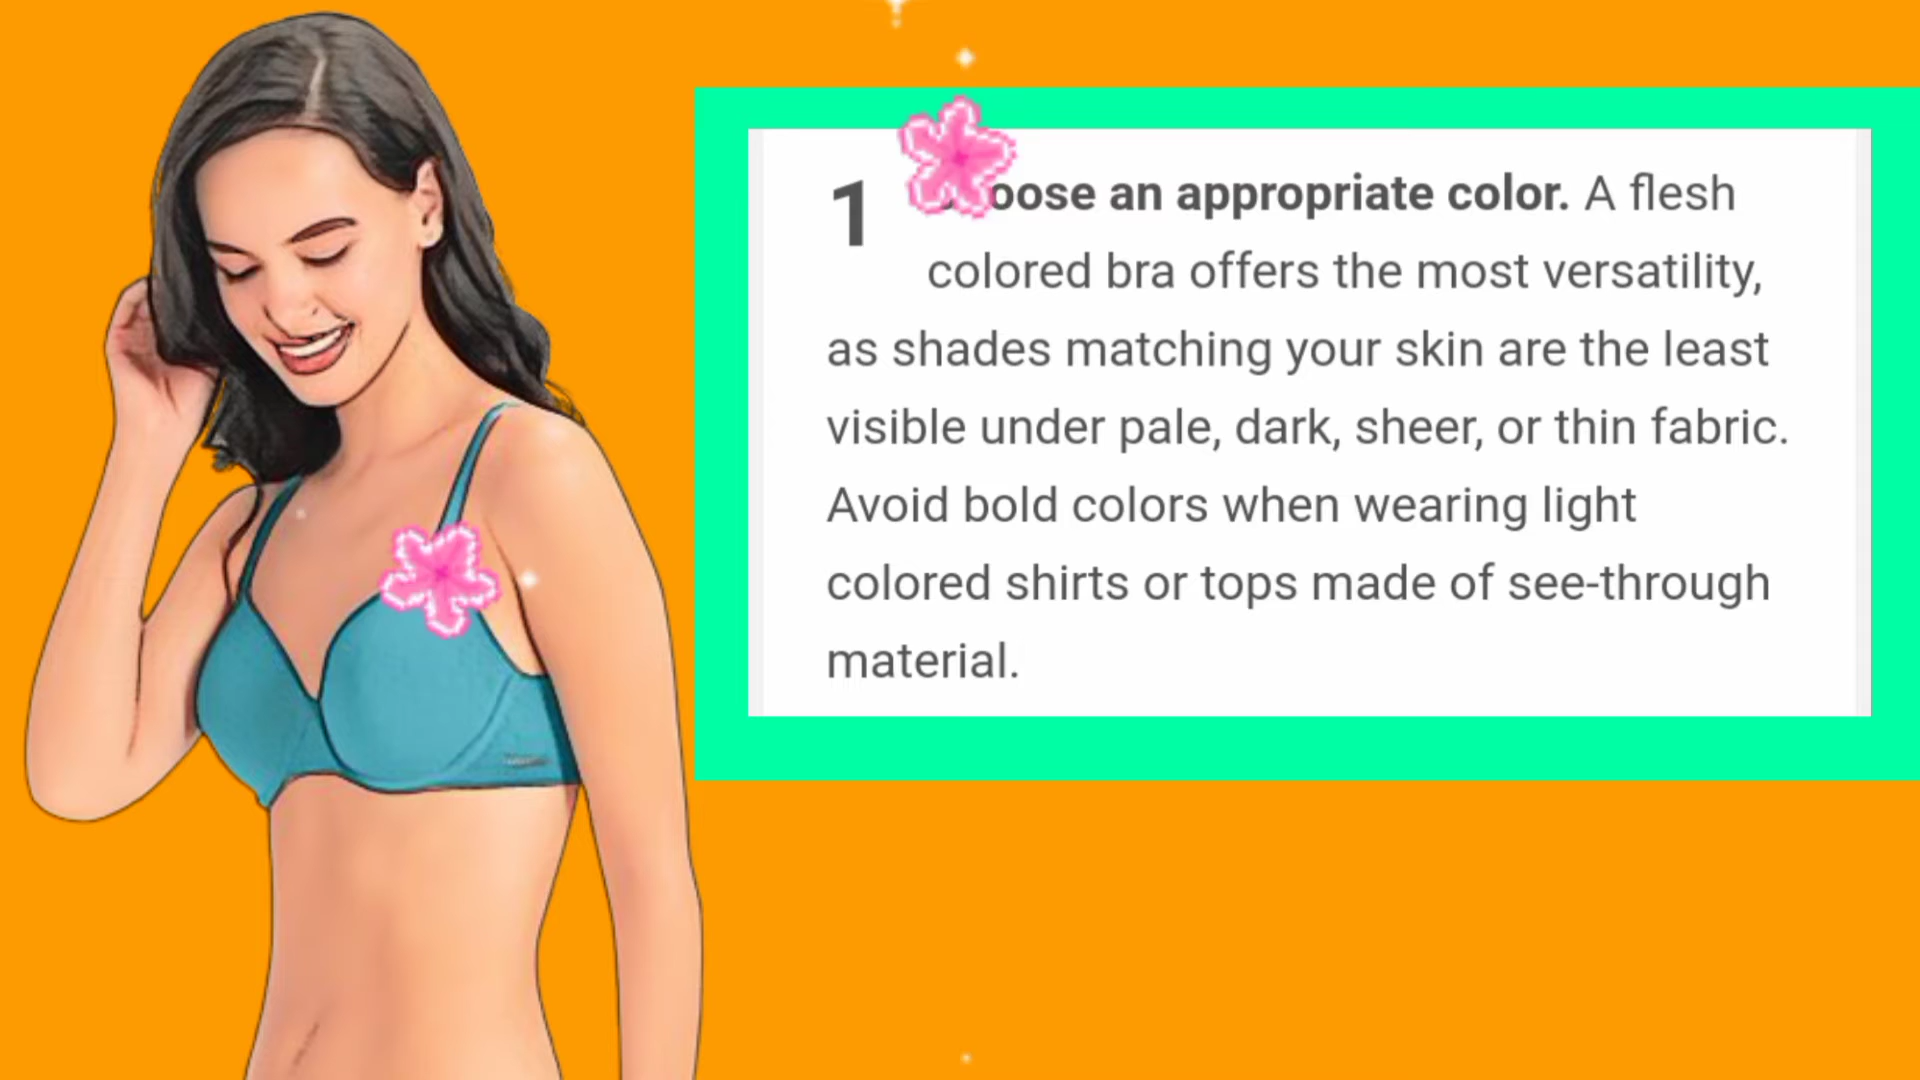 1
oose an appropriate color. A flesh
colored bra offers the most versatility,
as shades matching your skin are the least
visible under pale, dark, sheer, or thin fabric.
Avoid bold colors when wearing light
colored shirts or tops made of see-through
material.